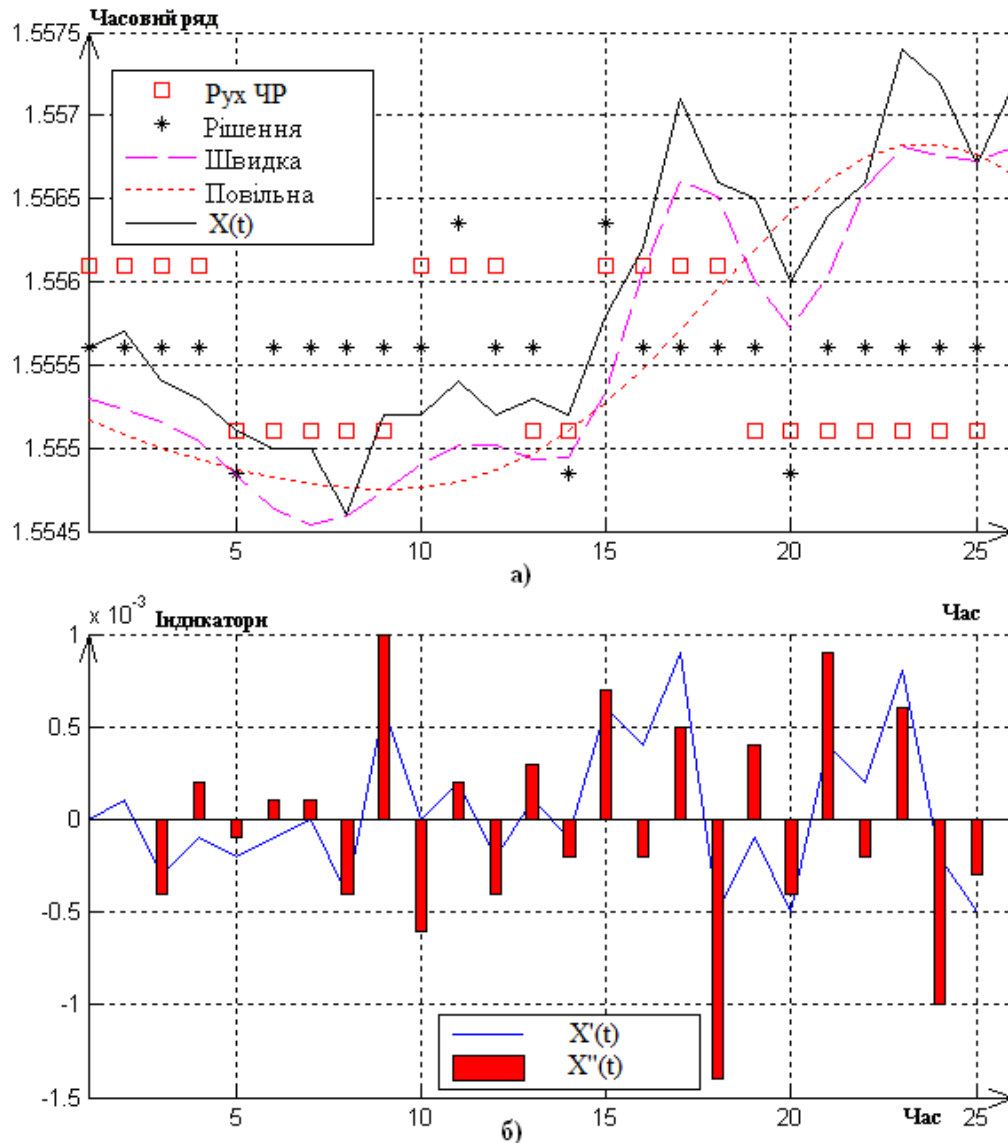 Часовий ряд
1.5575
1.557
1.5565
1.556
1.5555
1.555
1.5545
Рух ЧР
Рішення
Швидка
Повільна
X(t)
5 10 15 20 25
а)
x 10^-3
Індикатори
Час
1
0.5
0
-0.5
-1
-1.5
X'(t)
X''(t)
5 10 15 20 25
Час
б)